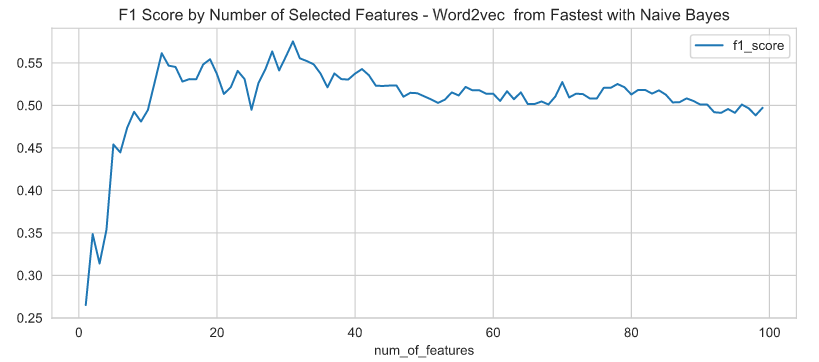 F1 Score by Number of Selected Features - Word2vec  from Fastest with Naive Bayes
f1_score
0.55
0.50
0.45
0.40
0.35
0.30
0.25
0 20 40 60 80 100
num_of_features